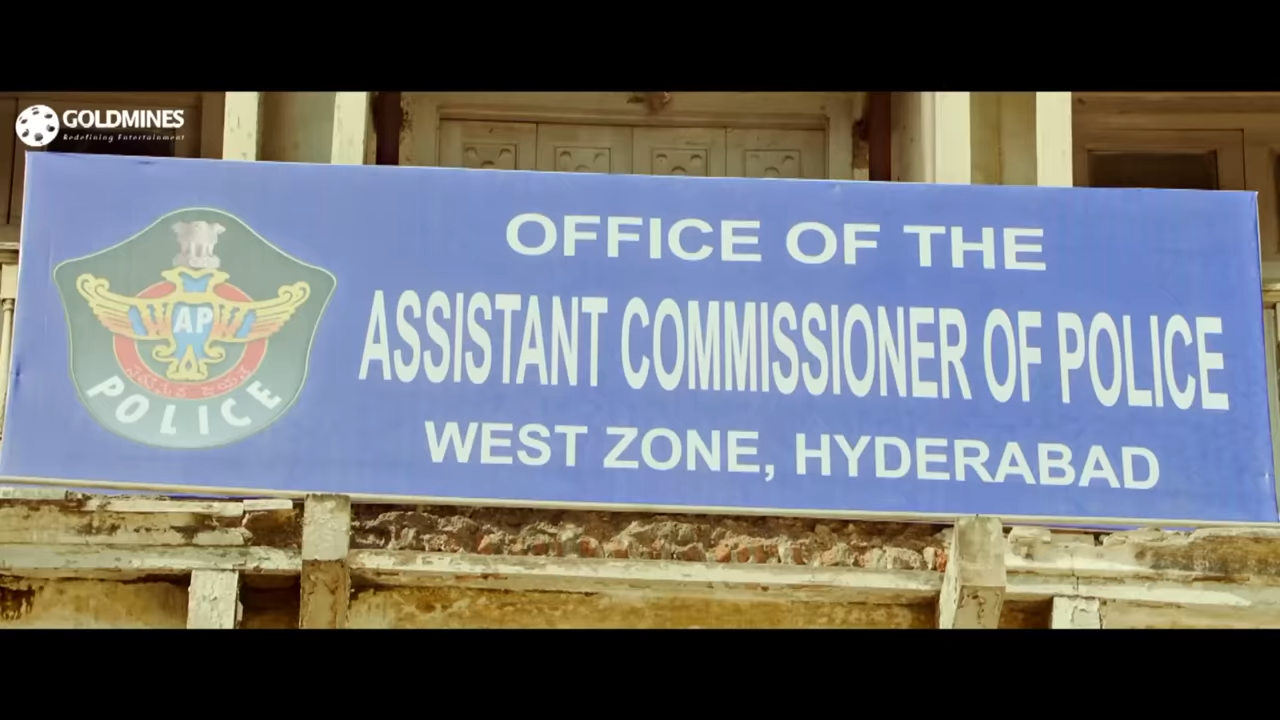 GOLDMINES
Redefining Entertainment
OFFICE OF THE
ASSISTANT COMMISSIONER OF POLICE
WEST ZONE, HYDERABAD
AP
POLICE